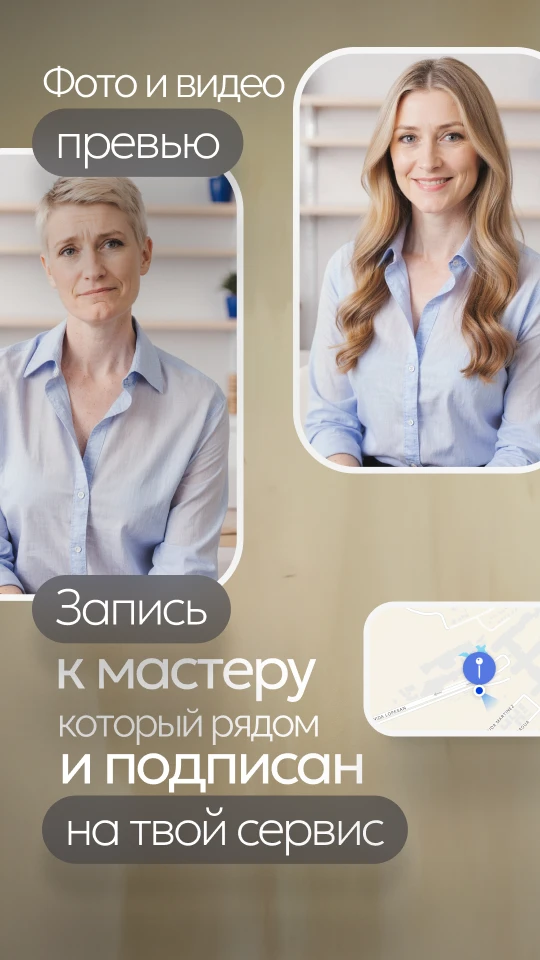 Фото и видео
превью
Запись
к мастеру
который рядом
и подписан
на твой сервис